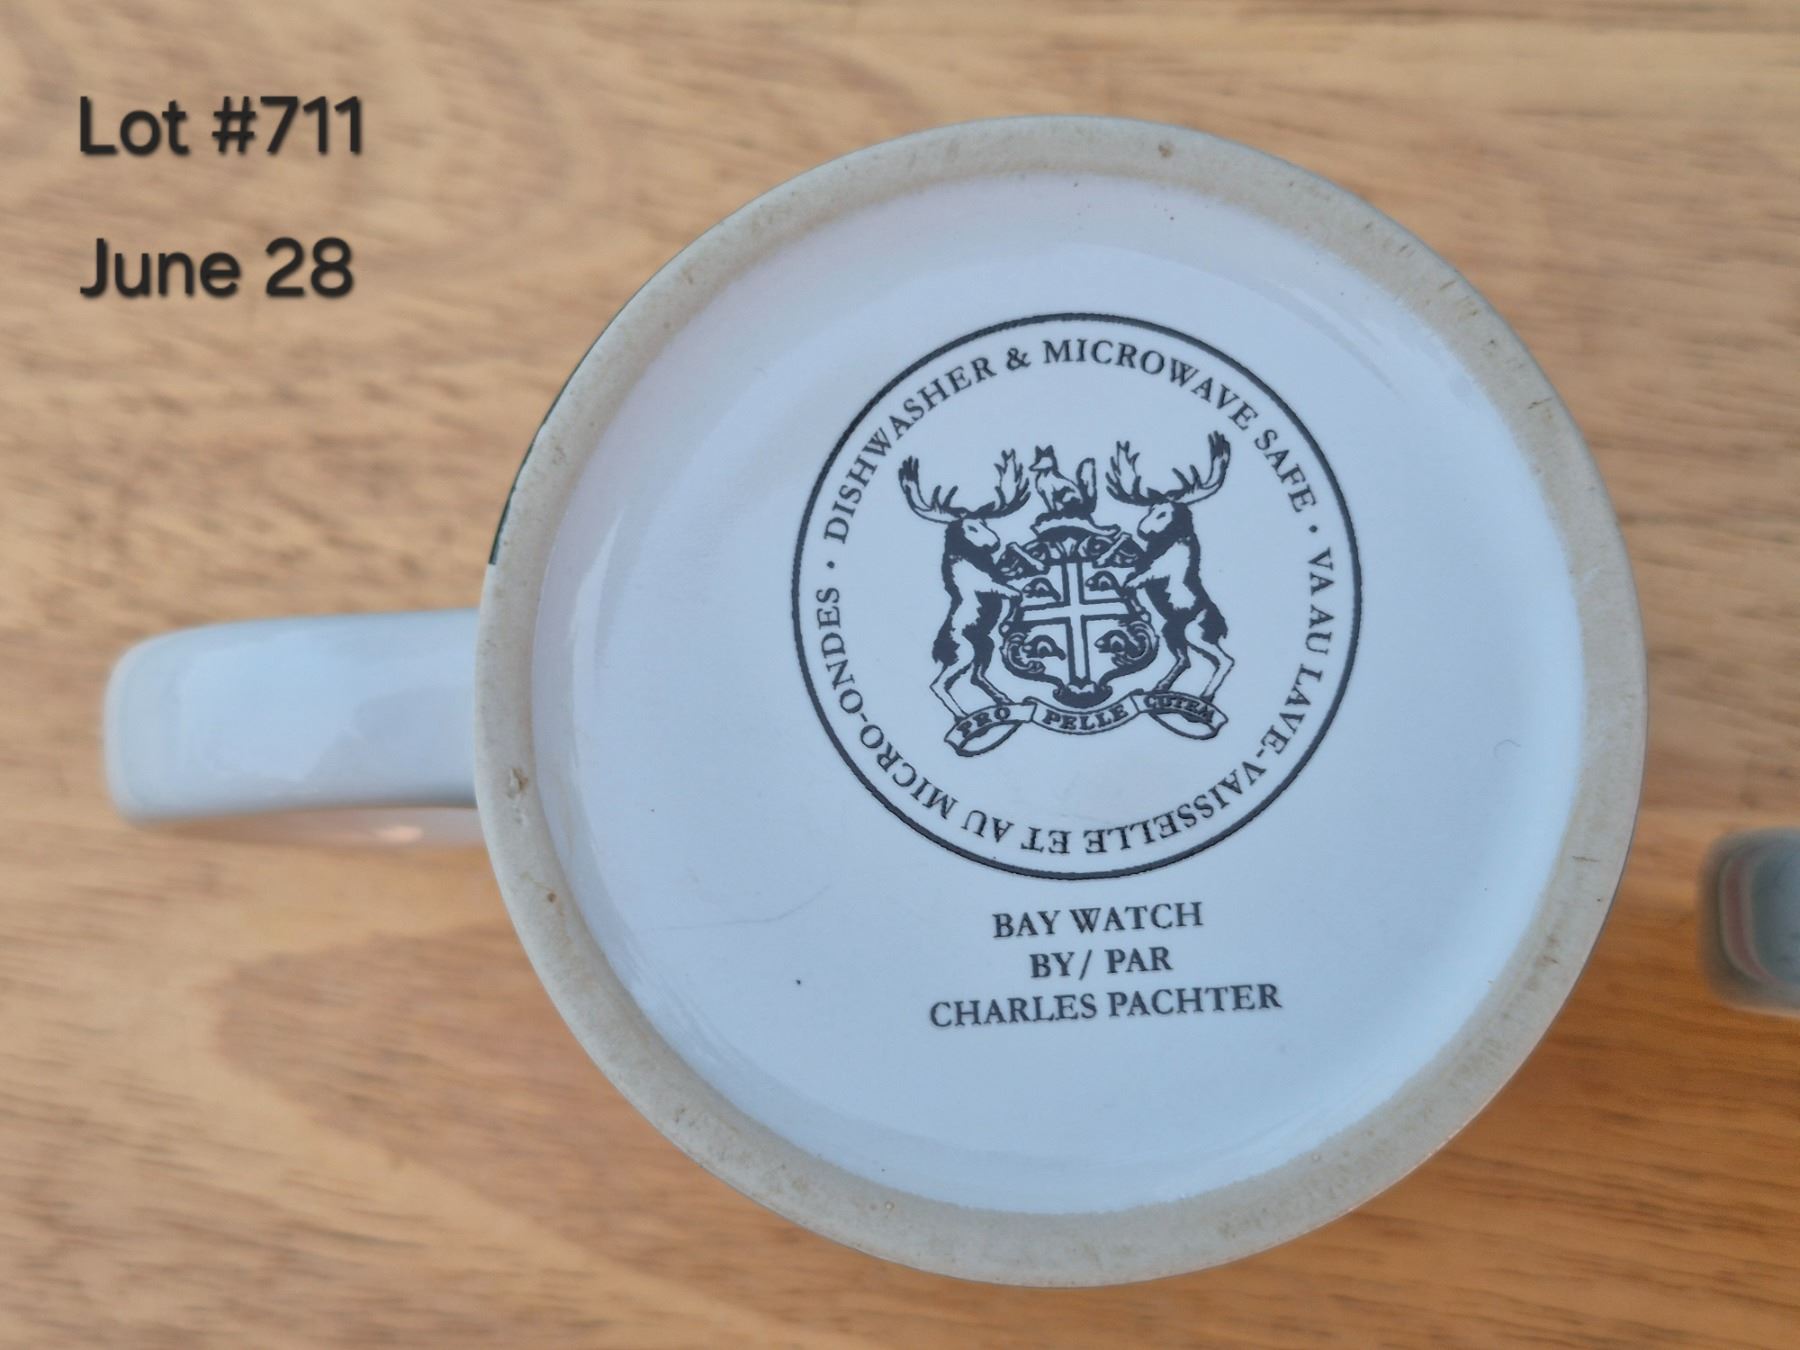 Lot #711
June 28
DISHWASHER & MICROWAVE SAFE · VA AU LAVE-VAISSELLE ET AU MICRO-ONDES ·
PRO PELLE CUTEM
BAY WATCH
BY/ PAR
CHARLES PACHTER